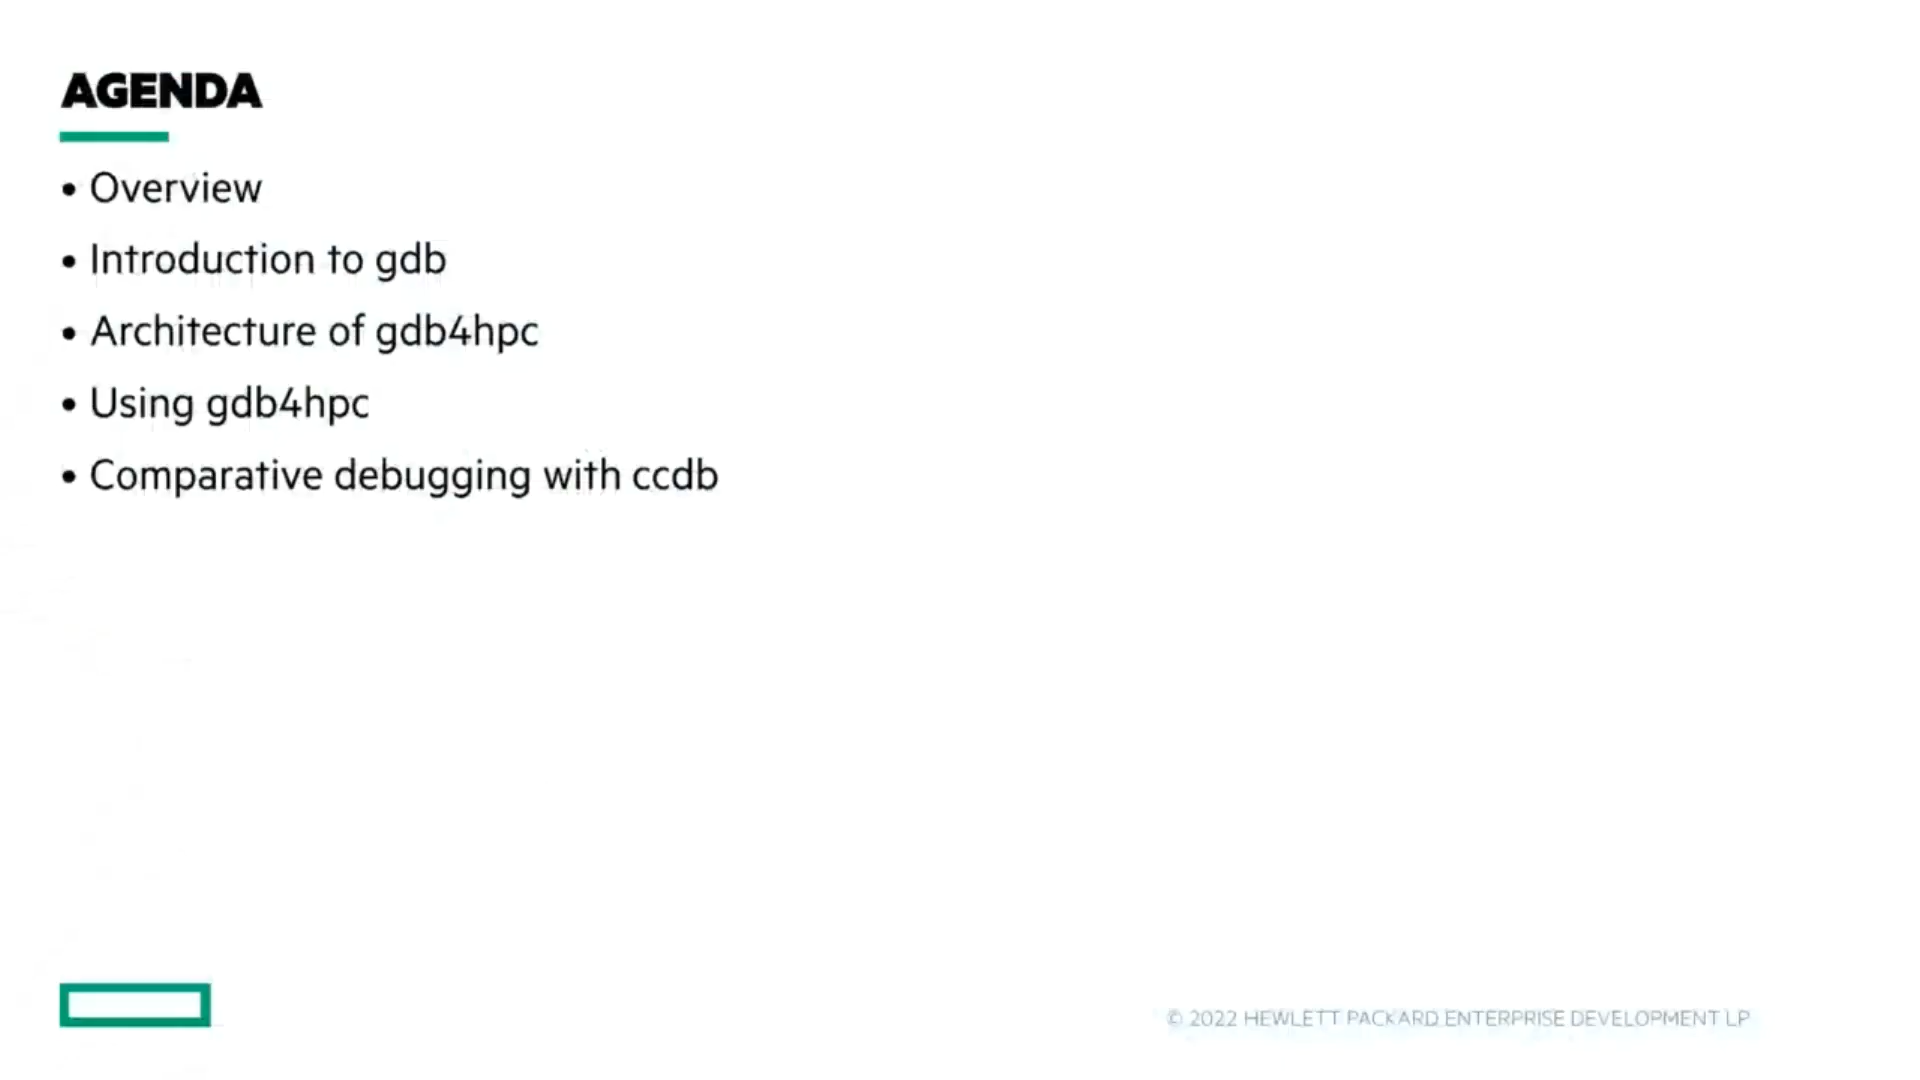 AGENDA
• Overview
• Introduction to gdb
• Architecture of gdb4hpc
• Using gdb4hpc
• Comparative debugging with ccdb
© 2022 HEWLETT PACKARD ENTERPRISE DEVELOPMENT LP